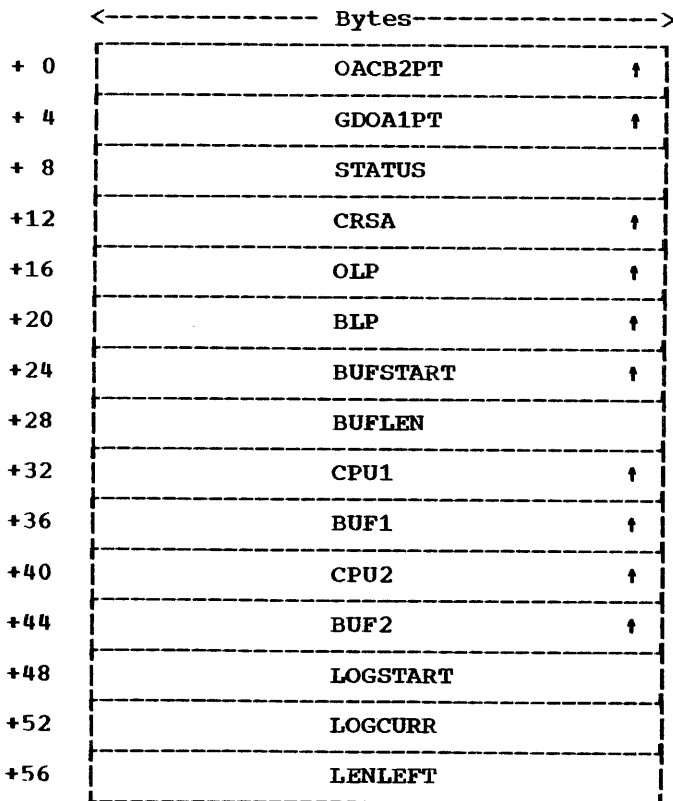 <------------ Bytes---------------->
+ 0 OACB2PT ↑
+ 4 GDOA1PT ↑
+ 8 STATUS
+12 CRSA ↑
+16 OLP ↑
+20 BLP ↑
+24 BUFSTART ↑
+28 BUFLEN
+32 CPU1 ↑
+36 BUF1 ↑
+40 CPU2 ↑
+44 BUF2 ↑
+48 LOGSTART
+52 LOGCURR
+56 LENLEFT